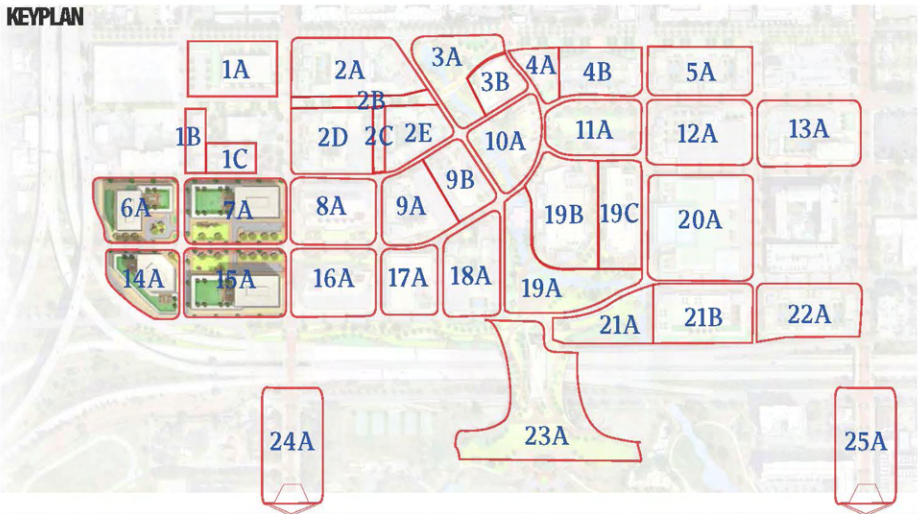 KEYPLAN
1A
2A
3A
3B
4A
4B
5A
2B
1B
1C
2D
2C
2E
10A
11A
12A
13A
6A
7A
8A
9A
9B
19B
19C
20A
14A
15A
16A
17A
18A
19A
21A
21B
22A
23A
24A
25A